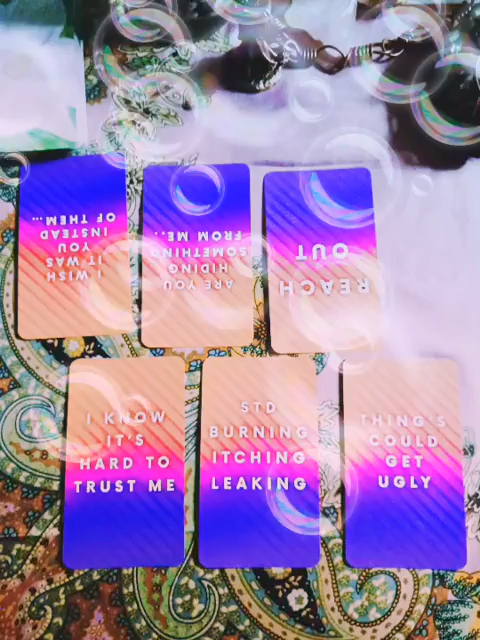 I WISH
IT WAS
YOU
INSTEAD
OF THEM...
ARE YOU
HIDING
SOMETHING
FROM ME..
REACH
OUT
I KNOW
IT'S
HARD TO
TRUST ME
STD
BURNING
ITCHING
LEAKING
THING'S
COULD
GET
UGLY